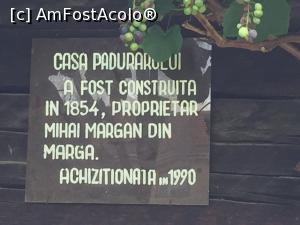 [c] AmFostAcolo®
CASA PADURARULUI
A FOST CONSTRUITA
IN 1854, PROPRIETAR
MIHAI MARGAN DIN
MARGA.
ACHIZITIONATA IN 1990